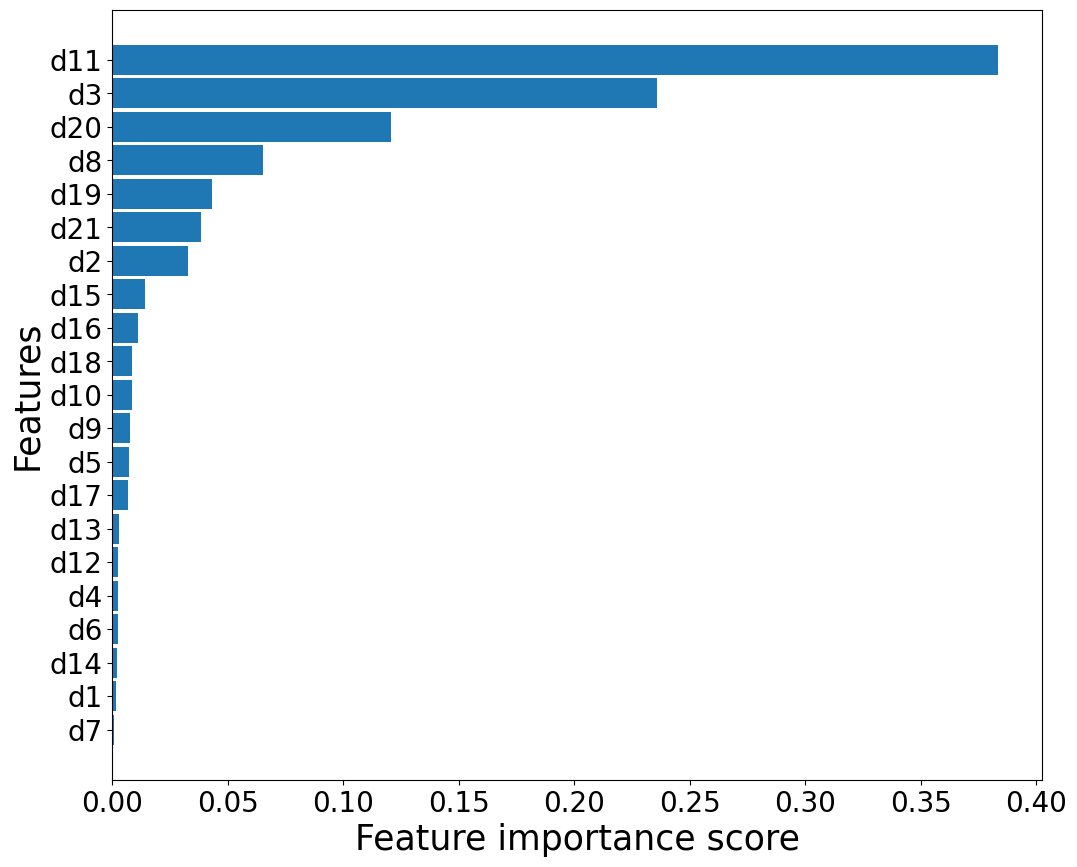 Features
d11
d3
d20
d8
d19
d21
d2
d15
d16
d18
d10
d9
d5
d17
d13
d12
d4
d6
d14
d1
d7
0.00 0.05 0.10 0.15 0.20 0.25 0.30 0.35 0.40
Feature importance score